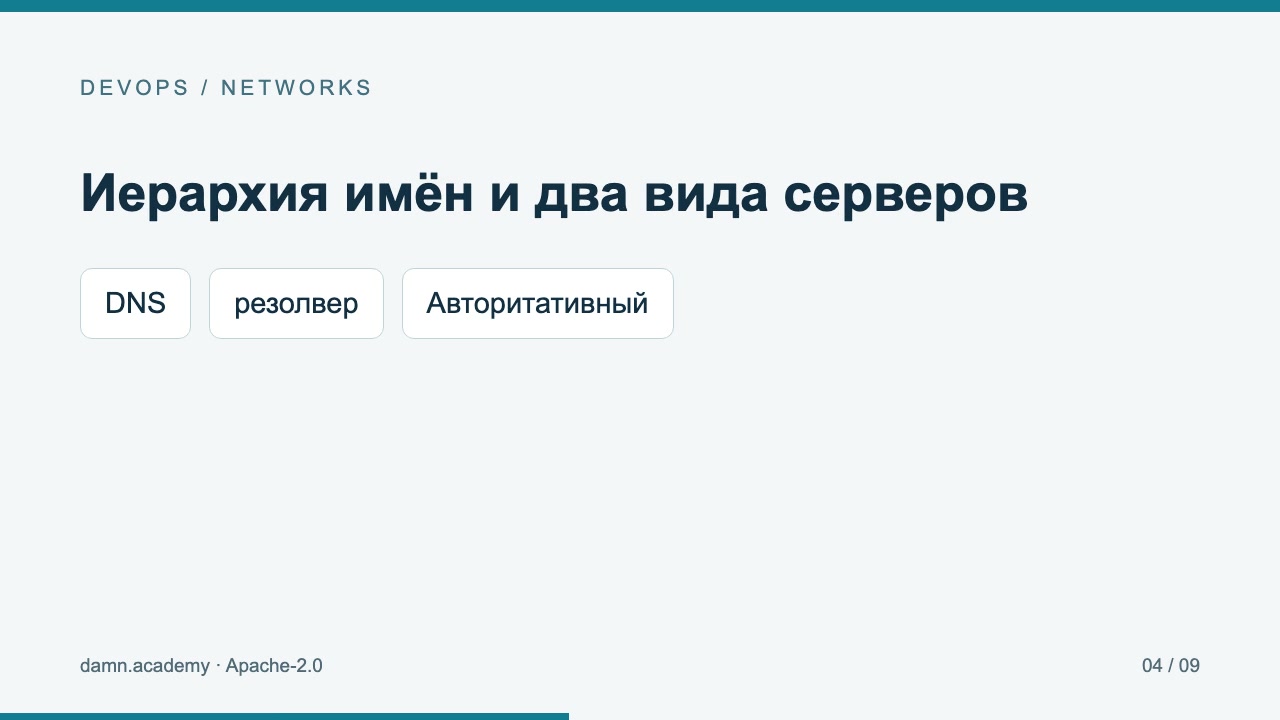 DEVOPS / NETWORKS
Иерархия имён и два вида серверов
DNS резолвер Авторитативный
damn.academy · Apache-2.0 04 / 09